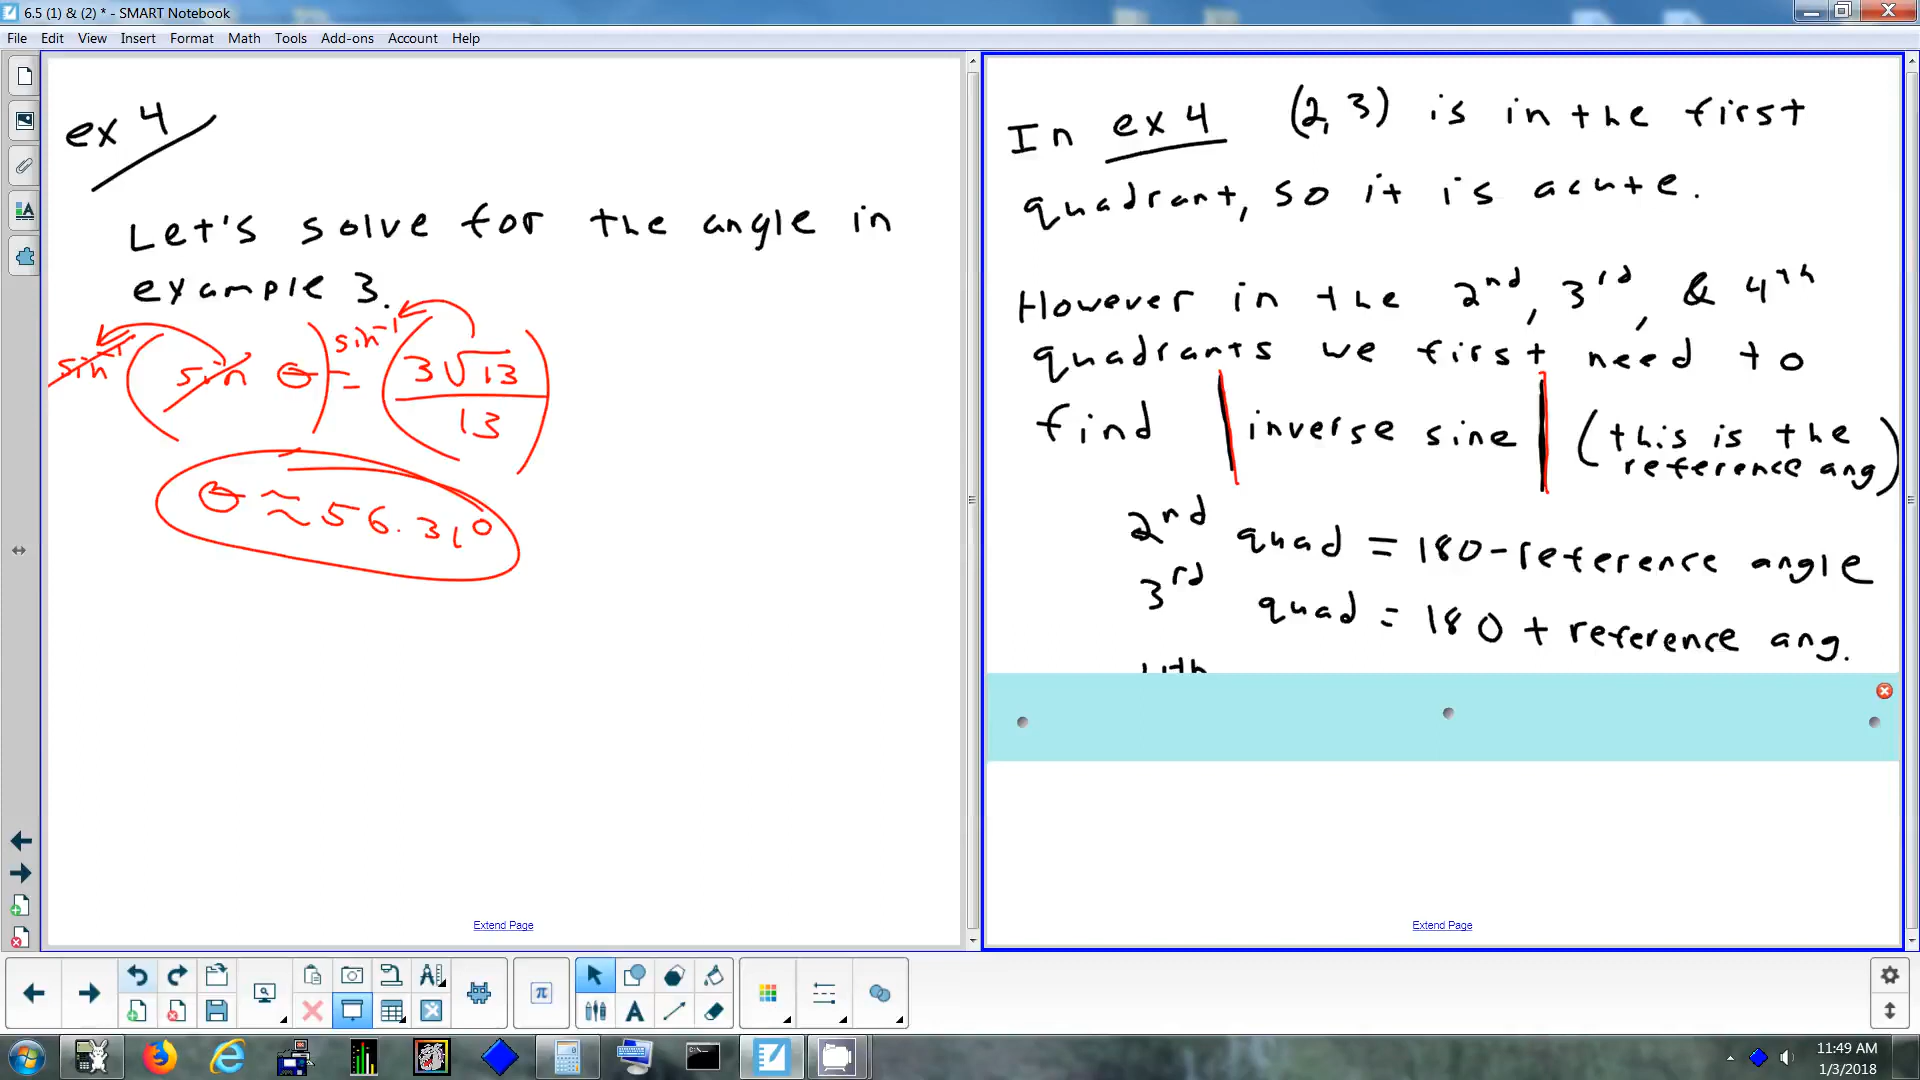 6.5 (1) & (2) * - SMART Notebook
File Edit View Insert Format Math Tools Add-ons Account Help
ex 4
Let's solve for the angle in
example 3.
sin⁻¹(sin θ) = sin⁻¹(3√13/13)
θ ≈ 56.31°
Extend Page
In ex 4 (2,3) is in the first
quadrant, so it is acute.
However in the 2nd, 3rd, & 4th
quadrants we first need to
find |inverse sine| (this is the
reference ang)
2nd quad = 180-reference angle
3rd quad = 180 + reference ang.
Extend Page
11:49 AM
1/3/2018